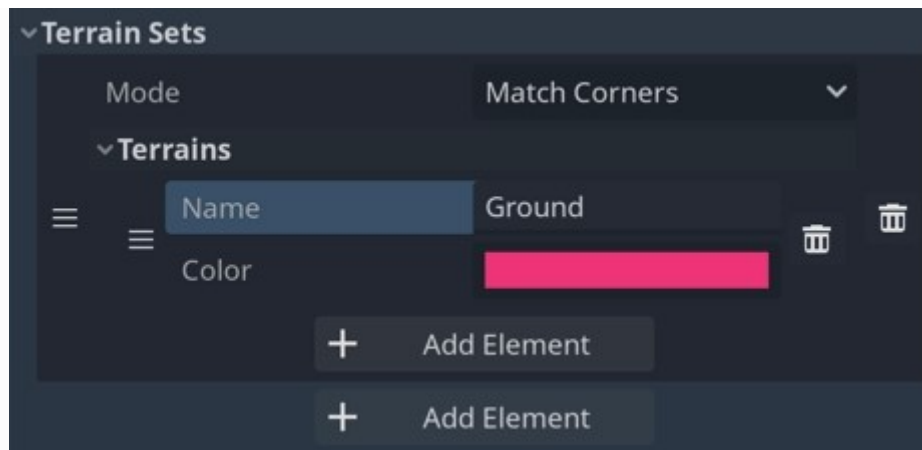 Terrain Sets
Mode Match Corners
Terrains
Name Ground
Color
Add Element
Add Element